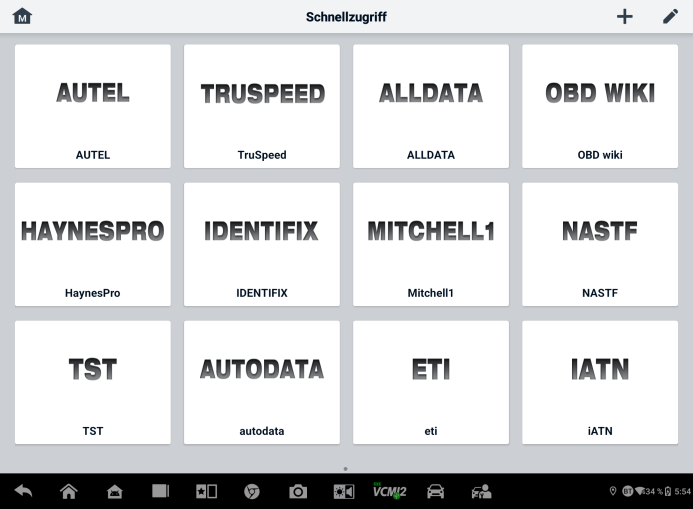 M
Schnellzugriff
AUTEL
TRUSPEED
ALLDATA
OBD WIKI
AUTEL
TruSpeed
ALLDATA
OBD wiki
HAYNESPRO
IDENTIFIX
MITCHELL1
NASTF
HaynesPro
IDENTIFIX
Mitchell1
NASTF
TST
AUTODATA
ETI
IATN
TST
autodata
eti
iATN
VCMI2
BT
34 %
5:54